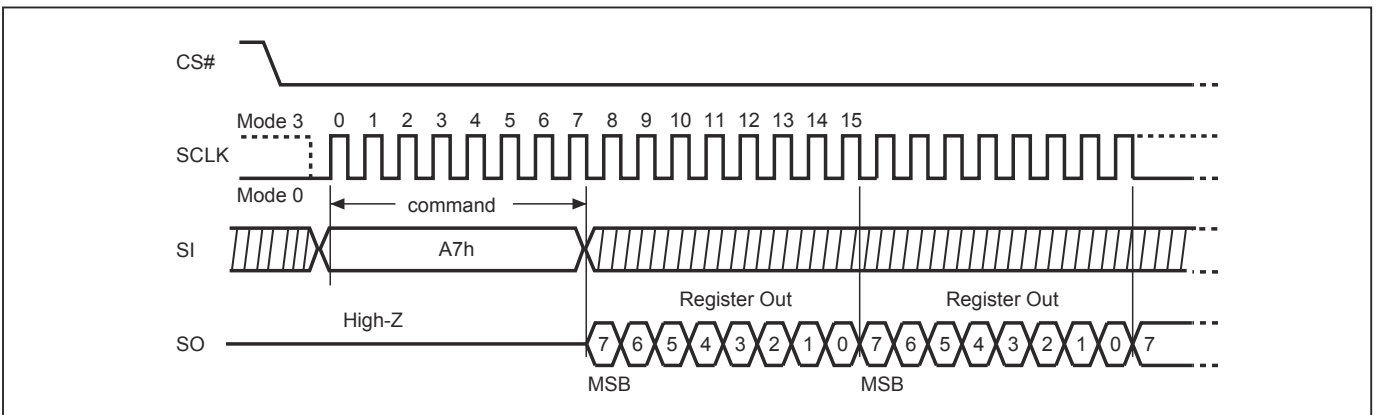 CS#
Mode 3 0 1 2 3 4 5 6 7 8 9 10 11 12 13 14 15
SCLK
Mode 0
command
SI A7h
Register Out Register Out
High-Z
SO 7 6 5 4 3 2 1 0 7 6 5 4 3 2 1 0 7
MSB MSB